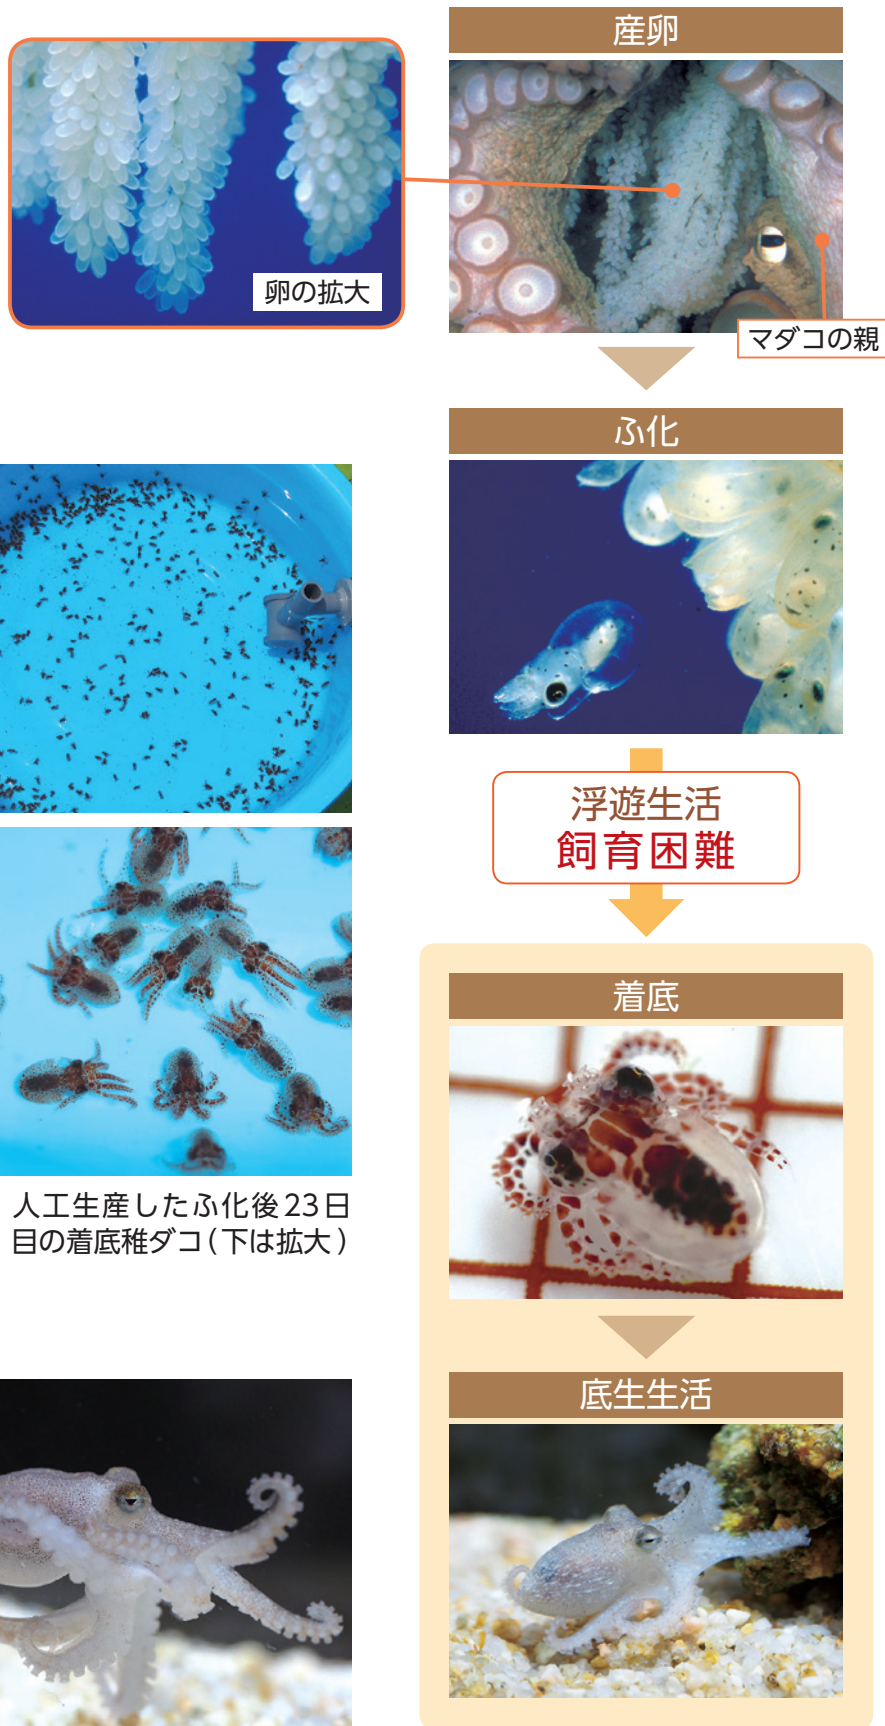 産卵
卵の拡大
マダコの親
ふ化
浮遊生活
飼育困難
着底
人工生産したふ化後23日
目の着底稚ダコ(下は拡大)
底生生活